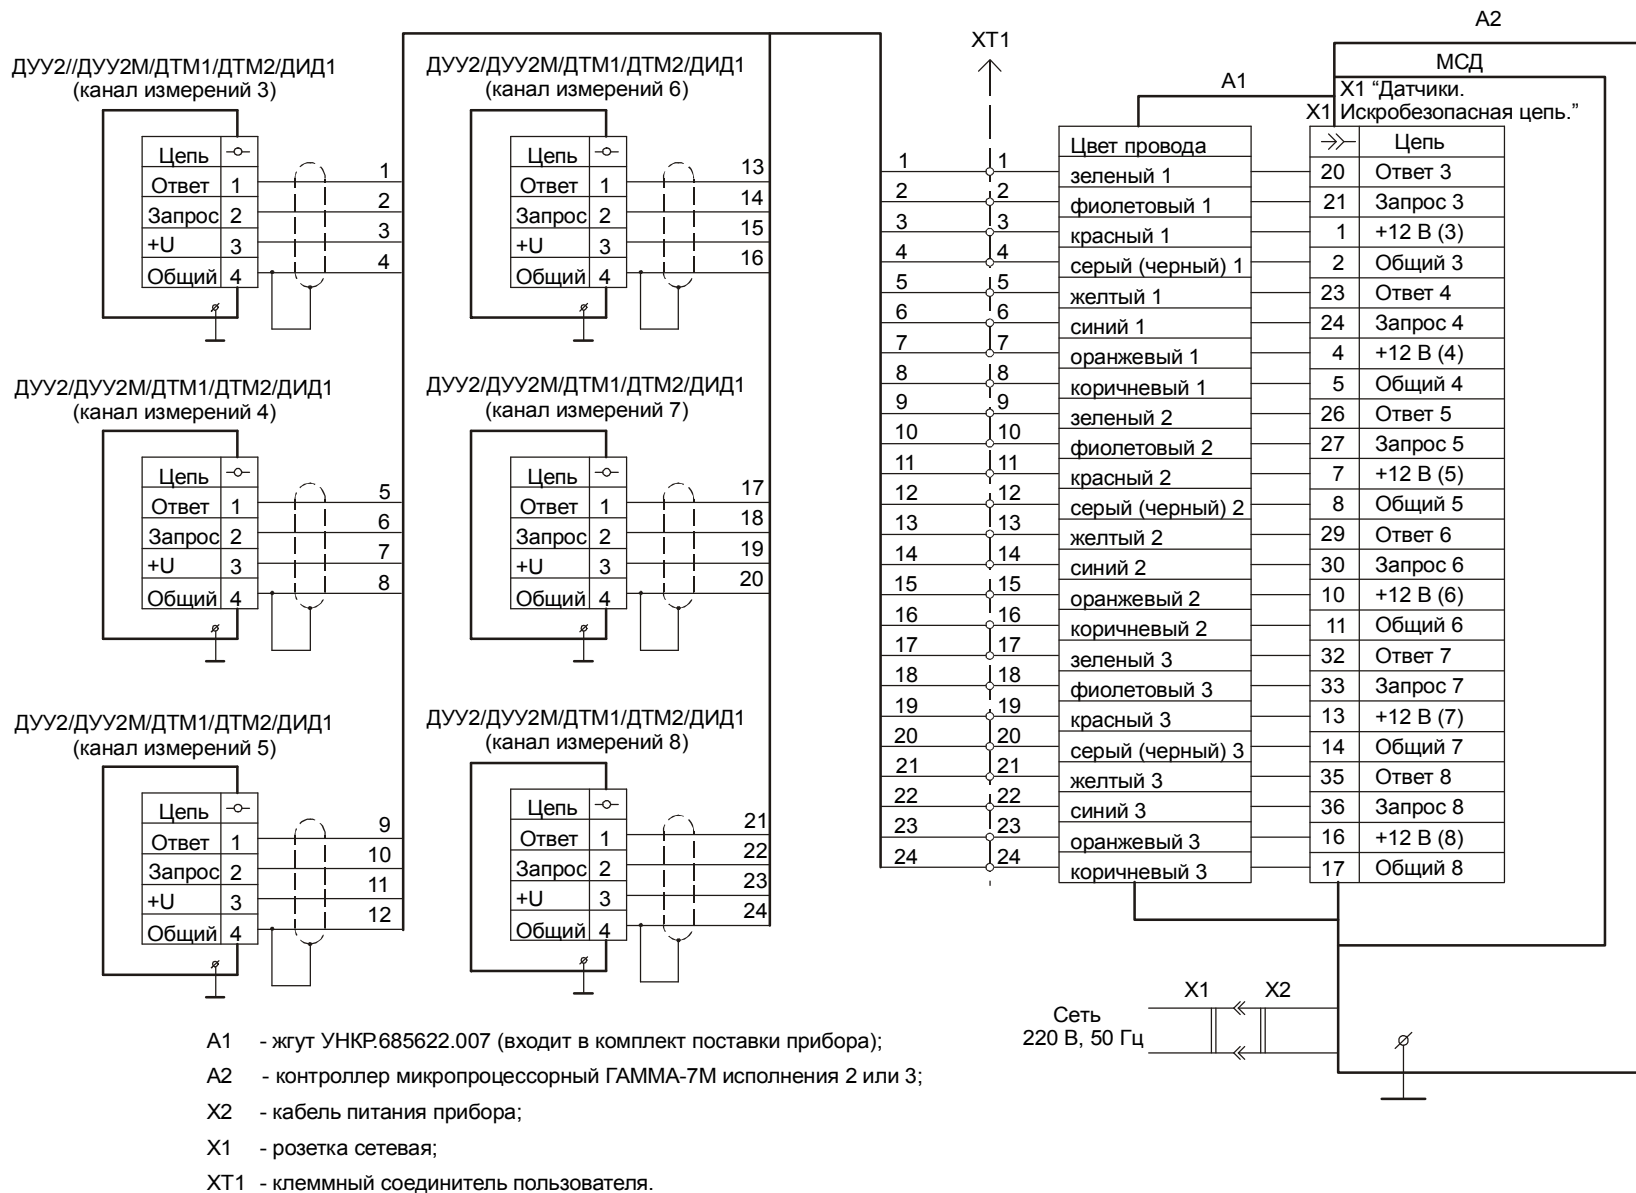 ДУУ2//ДУУ2М/ДТМ1/ДТМ2/ДИД1
(канал измерений 3)
Цепь
Ответ 1
Запрос 2
+U 3
Общий 4
1
2
3
4
ДУУ2/ДУУ2М/ДТМ1/ДТМ2/ДИД1
(канал измерений 4)
Цепь
Ответ 1
Запрос 2
+U 3
Общий 4
5
6
7
8
ДУУ2/ДУУ2М/ДТМ1/ДТМ2/ДИД1
(канал измерений 5)
Цепь
Ответ 1
Запрос 2
+U 3
Общий 4
9
10
11
12
ДУУ2/ДУУ2М/ДТМ1/ДТМ2/ДИД1
(канал измерений 6)
Цепь
Ответ 1
Запрос 2
+U 3
Общий 4
13
14
15
16
ДУУ2/ДУУ2М/ДТМ1/ДТМ2/ДИД1
(канал измерений 7)
Цепь
Ответ 1
Запрос 2
+U 3
Общий 4
17
18
19
20
ДУУ2/ДУУ2М/ДТМ1/ДТМ2/ДИД1
(канал измерений 8)
Цепь
Ответ 1
Запрос 2
+U 3
Общий 4
21
22
23
24
XT1
A1
A2
МСД
X1 “Датчики.
X1 Искробезопасная цепь.”
Цвет провода Цепь
1 1 зеленый 1 20 Ответ 3
2 2 фиолетовый 1 21 Запрос 3
3 3 красный 1 1 +12 В (3)
4 4 серый (черный) 1 2 Общий 3
5 5 желтый 1 23 Ответ 4
6 6 синий 1 24 Запрос 4
7 7 оранжевый 1 4 +12 В (4)
8 8 коричневый 1 5 Общий 4
9 9 зеленый 2 26 Ответ 5
10 10 фиолетовый 2 27 Запрос 5
11 11 красный 2 7 +12 В (5)
12 12 серый (черный) 2 8 Общий 5
13 13 желтый 2 29 Ответ 6
14 14 синий 2 30 Запрос 6
15 15 оранжевый 2 10 +12 В (6)
16 16 коричневый 2 11 Общий 6
17 17 зеленый 3 32 Ответ 7
18 18 фиолетовый 3 33 Запрос 7
19 19 красный 3 13 +12 В (7)
20 20 серый (черный) 3 14 Общий 7
21 21 желтый 3 35 Ответ 8
22 22 синий 3 36 Запрос 8
23 23 оранжевый 3 16 +12 В (8)
24 24 коричневый 3 17 Общий 8
X1 X2
Сеть
220 В, 50 Гц
A1 - жгут УНКР.685622.007 (входит в комплект поставки прибора);
A2 - контроллер микропроцессорный ГАММА-7М исполнения 2 или 3;
X2 - кабель питания прибора;
X1 - розетка сетевая;
XT1 - клеммный соединитель пользователя.